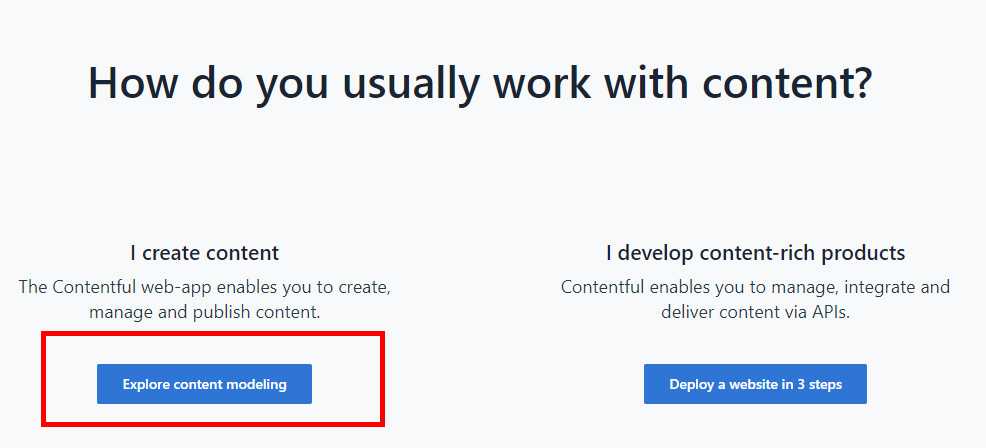 How do you usually work with content?
I create content
The Contentful web-app enables you to create,
manage and publish content.
Explore content modeling
I develop content-rich products
Contentful enables you to manage, integrate and
deliver content via APIs.
Deploy a website in 3 steps